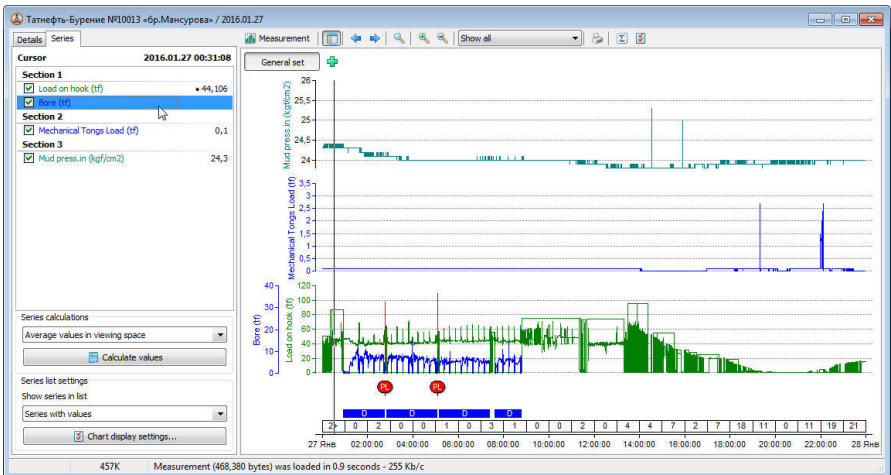 Татнефть-Бурение №10013 «бр.Мансурова» / 2016.01.27
Details Series
Measurement Show all
Cursor 2016.01.27 00:31:08
Section 1
Load on hook (tf) • 44,106
Bore (tf)
Section 2
Mechanical Tongs Load (tf) 0,1
Section 3
Mud press.in (kgf/cm2) 24,3
Series calculations
Average values in viewing space
Calculate values
Series list settings
Show series in list
Series with values
Chart display settings...
General set
Mud press.in (kgf/cm2)
26
25,5
25
24,5
24
Mechanical Tongs Load (tf)
3,5
3
2,5
2
1,5
1
0,5
0
Bore (tf)
40
30
20
10
0
Load on hook (tf)
120
100
80
60
40
20
0
PL PL
D D D D
2 0 2 0 0 1 0 3 1 0 0 2 0 4 4 7 2 7 18 11 0 11 19 21
27 Янв 02:00:00 04:00:00 06:00:00 08:00:00 10:00:00 12:00:00 14:00:00 16:00:00 18:00:00 20:00:00 22:00:00 28 Янв
457K Measurement (468,380 bytes) was loaded in 0.9 seconds - 255 Kb/c